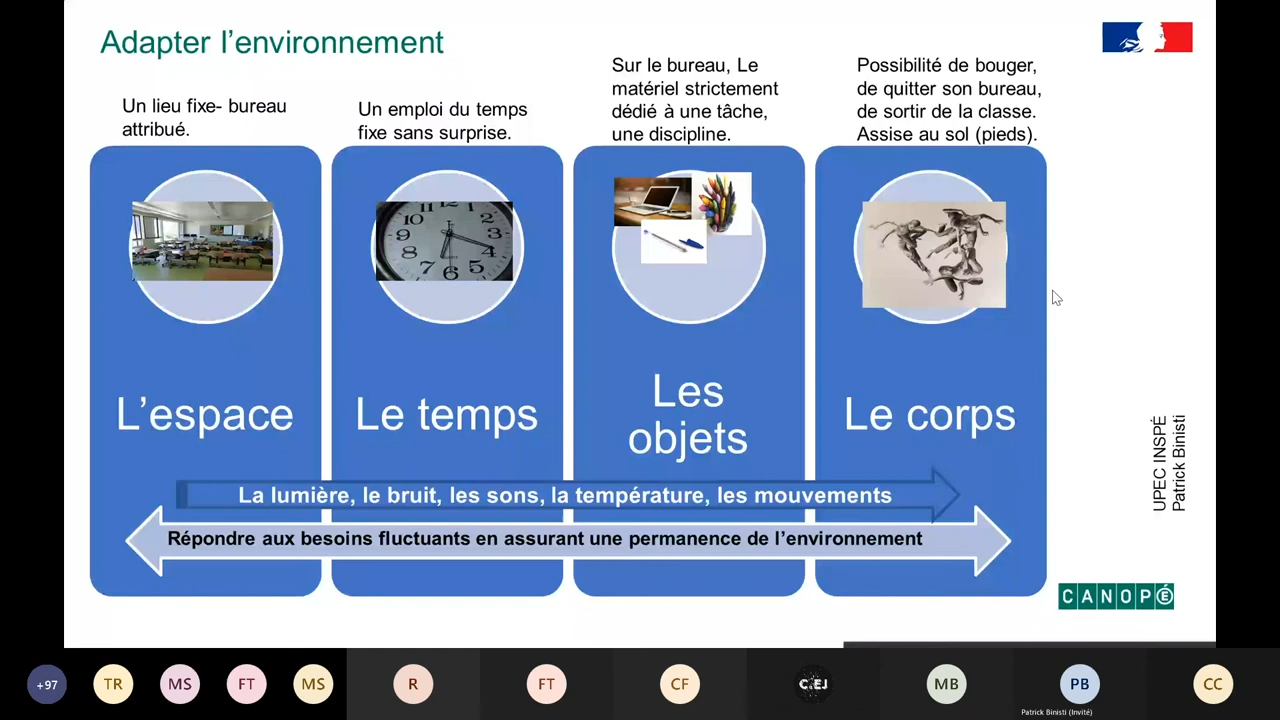 Adapter l’environnement
Un lieu fixe- bureau
attribué.
Un emploi du temps
fixe sans surprise.
Sur le bureau, Le
matériel strictement
dédié à une tâche,
une discipline.
Possibilité de bouger,
de quitter son bureau,
de sortir de la classe.
Assise au sol (pieds).
L’espace
Le temps
Les
objets
Le corps
La lumière, le bruit, les sons, la température, les mouvements
Répondre aux besoins fluctuants en assurant une permanence de l’environnement
UPEC INSPÉ
Patrick Binisti
CANOPÉ
+97
TR
MS
FT
MS
R
FT
CF
MB
PB
CC
Patrick Binisti (Invité)